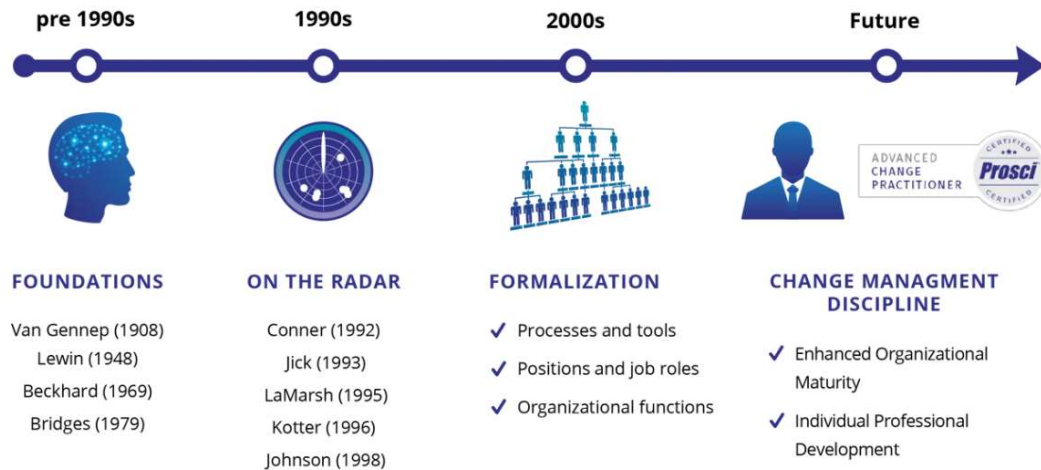 pre 1990s
1990s
2000s
Future
ADVANCED
CHANGE
PRACTITIONER
CERTIFIED
Prosci
CERTIFIED
FOUNDATIONS
Van Gennep (1908)
Lewin (1948)
Beckhard (1969)
Bridges (1979)
ON THE RADAR
Conner (1992)
Jick (1993)
LaMarsh (1995)
Kotter (1996)
Johnson (1998)
FORMALIZATION
Processes and tools
Positions and job roles
Organizational functions
CHANGE MANAGMENT
DISCIPLINE
Enhanced Organizational
Maturity
Individual Professional
Development